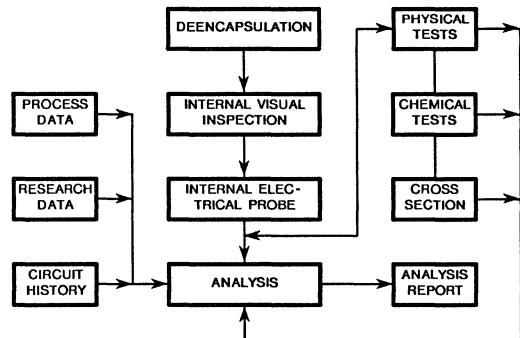 DEENCAPSULATION
PHYSICAL
TESTS
PROCESS
DATA
INTERNAL VISUAL
INSPECTION
CHEMICAL
TESTS
RESEARCH
DATA
INTERNAL ELEC-
TRICAL PROBE
CROSS
SECTION
CIRCUIT
HISTORY
ANALYSIS
ANALYSIS
REPORT